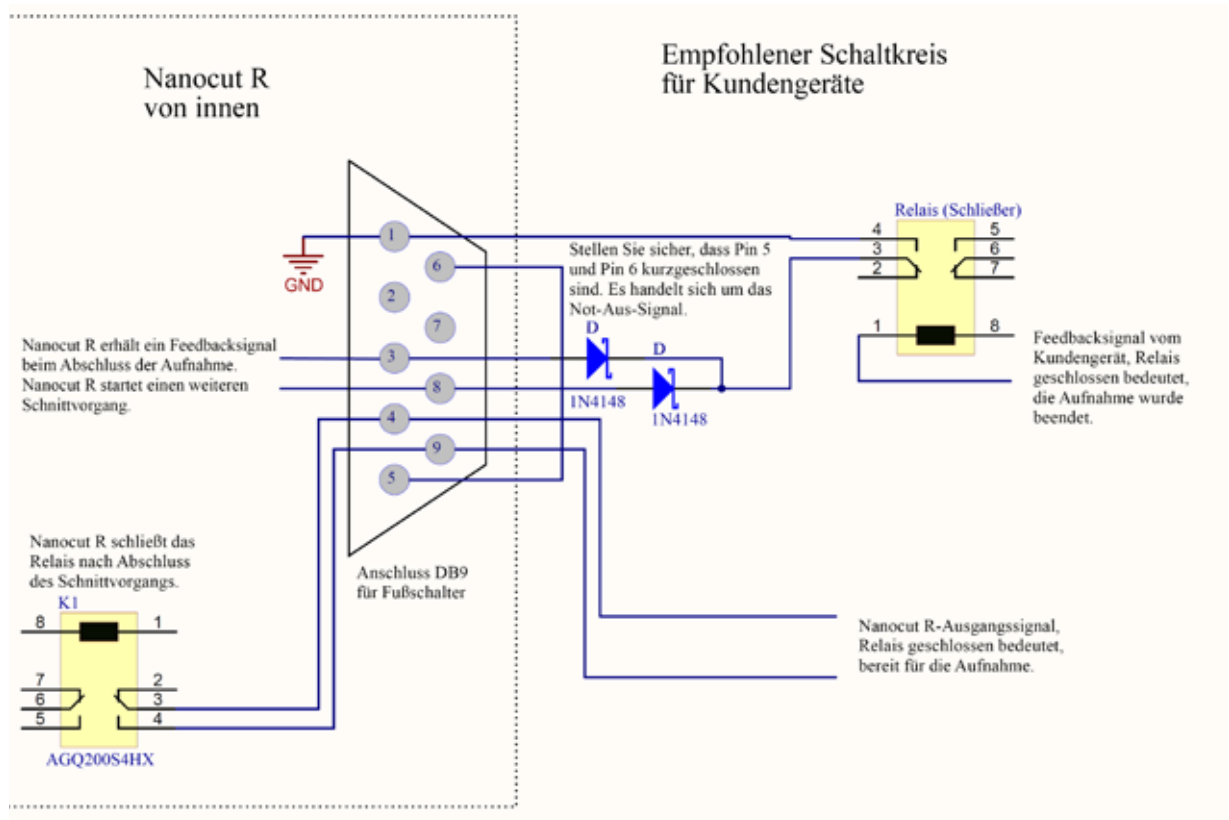 Nanocut R
von innen
Empfohlener Schaltkreis
für Kundengeräte
Relais (Schließer)
4
3
2
5
6
7
1
8
Stellen Sie sicher, dass Pin 5
und Pin 6 kurzgeschlossen
sind. Es handelt sich um das
Not-Aus-Signal.
GND
1
6
2
7
3
8
4
9
5
D
D
1N4148
1N4148
Nanocut R erhält ein Feedbacksignal
beim Abschluss der Aufnahme.
Nanocut R startet einen weiteren
Schnittvorgang.
Feedbacksignal vom
Kundengerät, Relais
geschlossen bedeutet,
die Aufnahme wurde
beendet.
Nanocut R schließt das
Relais nach Abschluss
des Schnittvorgangs.
K1
8
1
7
6
5
2
3
4
AGQ200S4HX
Anschluss DB9
für Fußschalter
Nanocut R-Ausgangssignal,
Relais geschlossen bedeutet,
bereit für die Aufnahme.